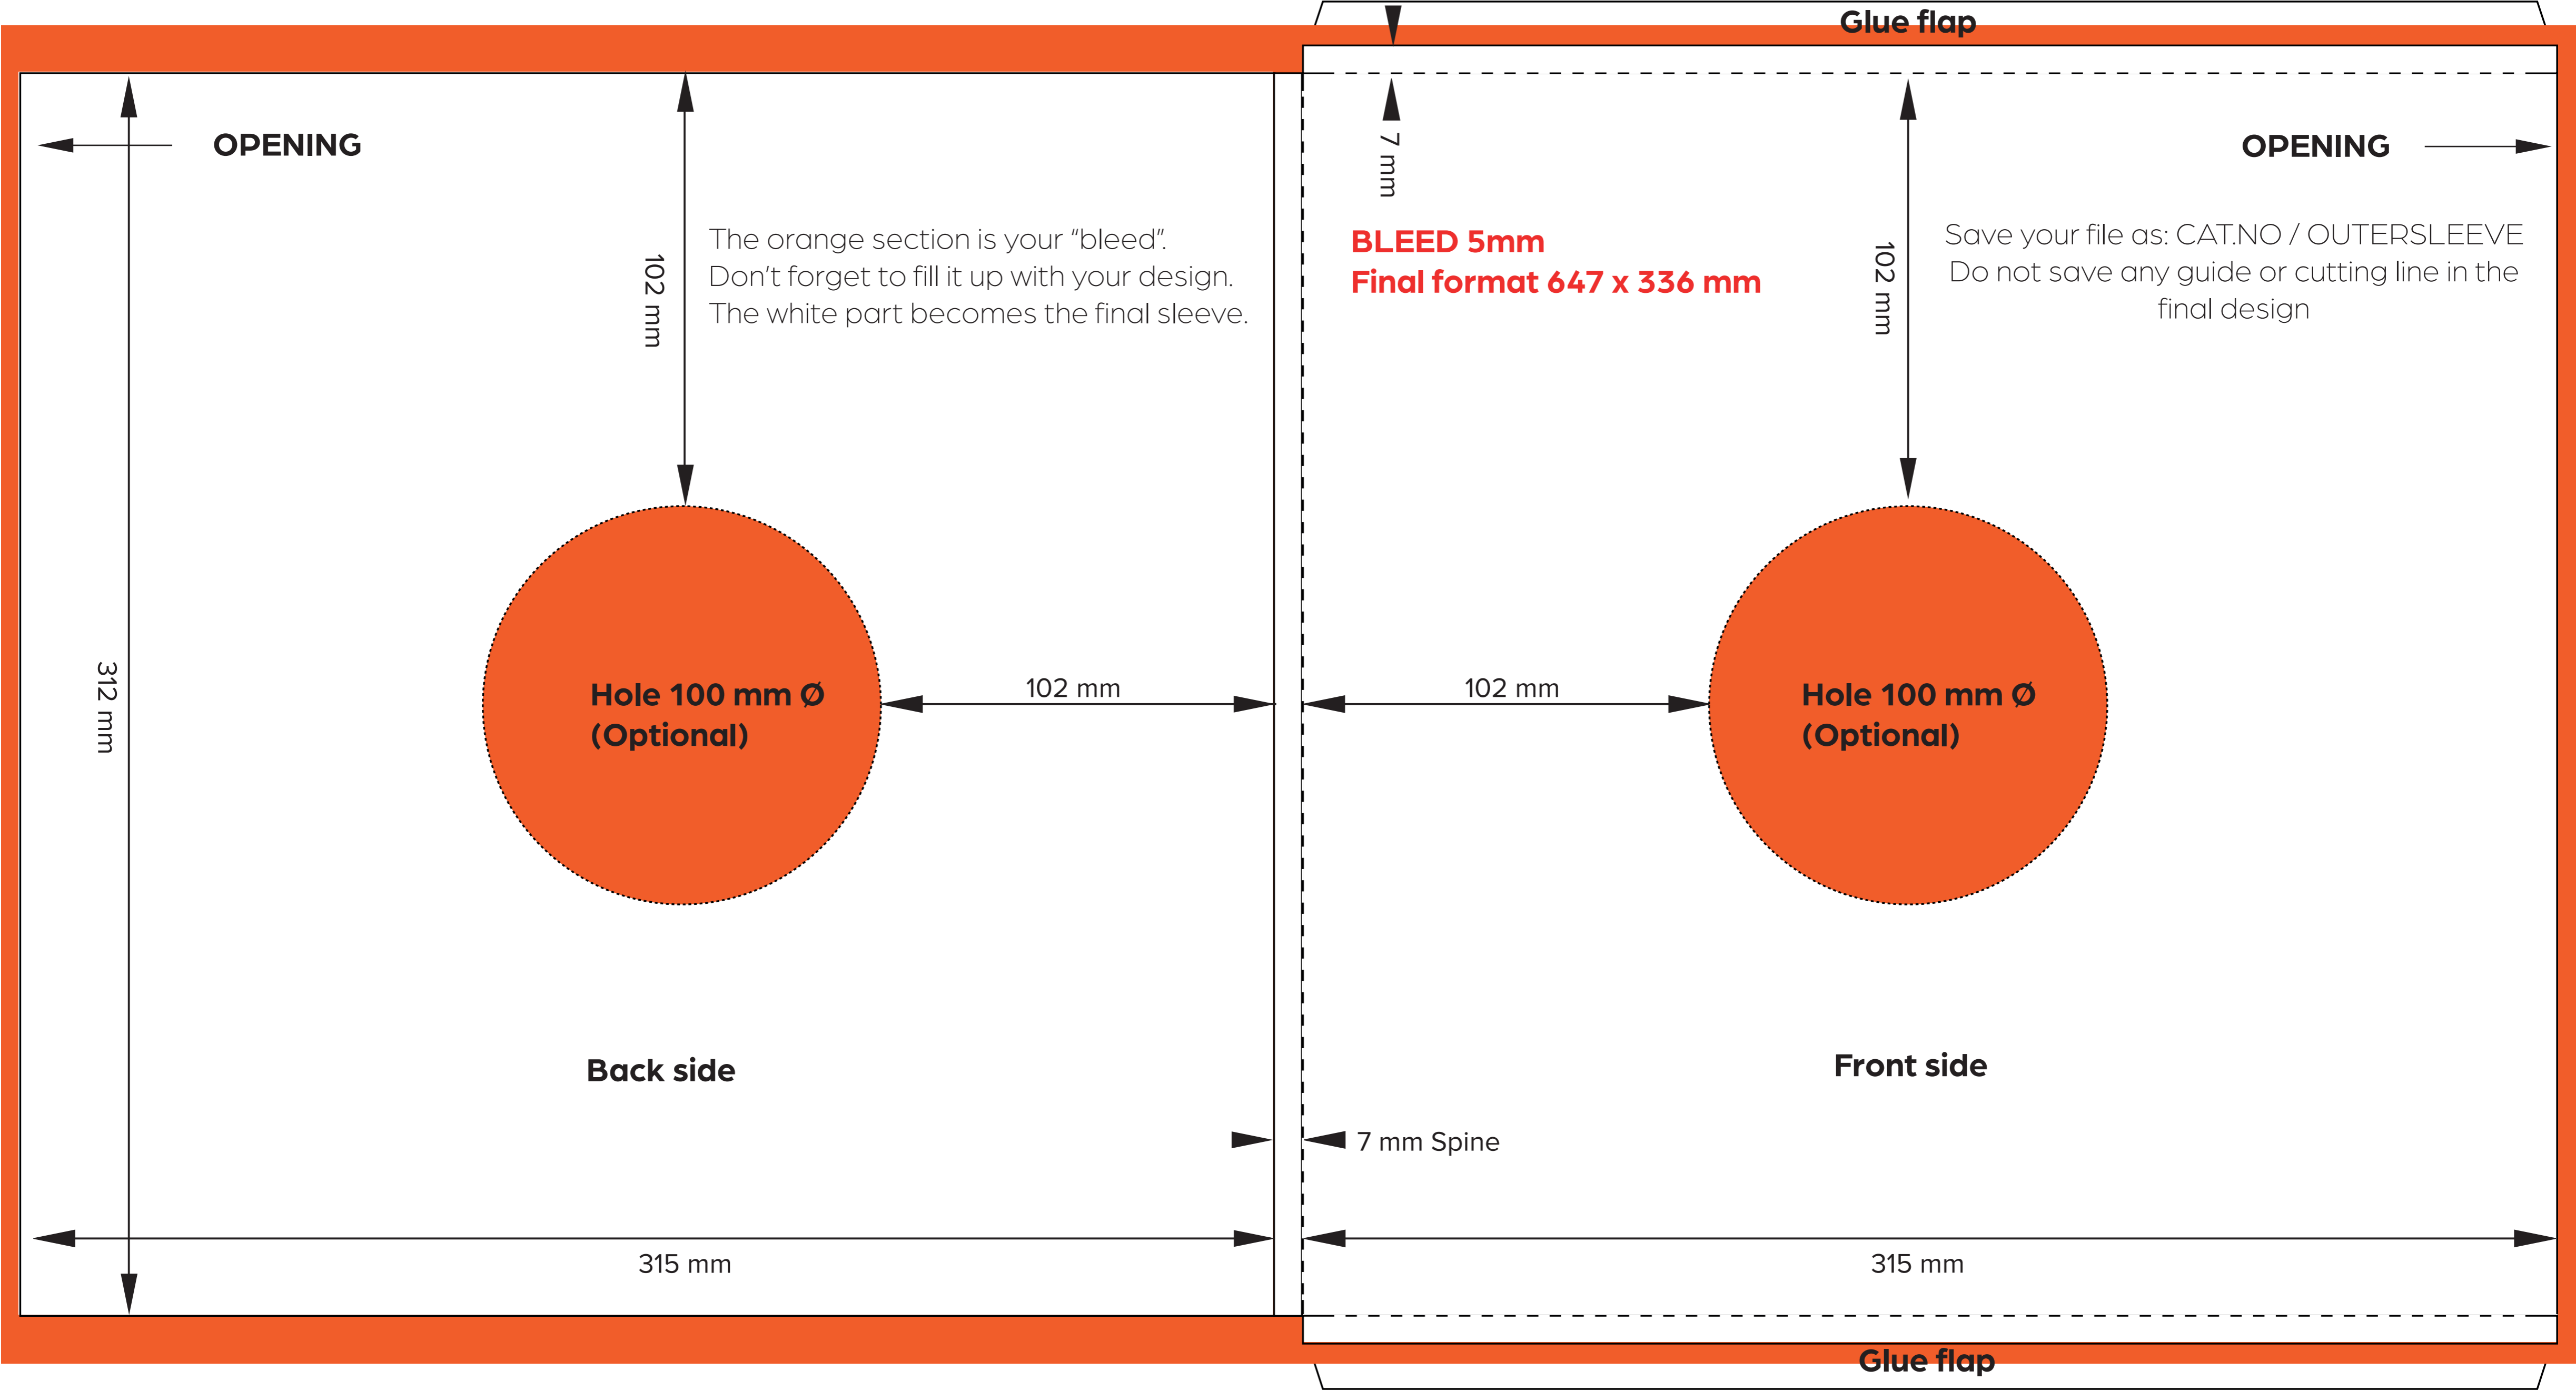 Glue flap
OPENING
OPENING
7 mm
The orange section is your “bleed”.
Don’t forget to fill it up with your design.
The white part becomes the final sleeve.
102 mm
BLEED 5mm
Final format 647 x 336 mm
102 mm
Save your file as: CAT.NO / OUTERSLEEVE
Do not save any guide or cutting line in the
final design
312 mm
Hole 100 mm Ø
(Optional)
102 mm
102 mm
Hole 100 mm Ø
(Optional)
Back side
Front side
7 mm Spine
315 mm
315 mm
Glue flap